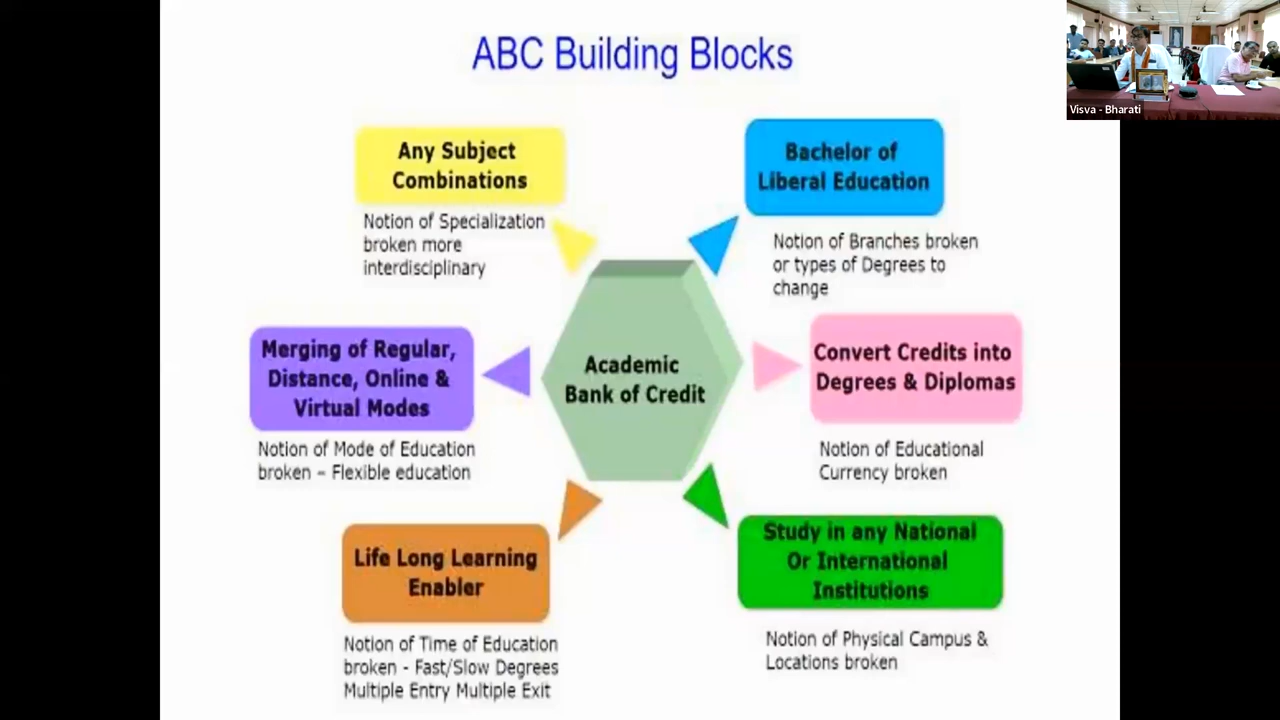 ABC Building Blocks
Visva - Bharati
Any Subject
Combinations
Notion of Specialization
broken more
interdisciplinary
Bachelor of
Liberal Education
Notion of Branches broken
or types of Degrees to
change
Merging of Regular,
Distance, Online &
Virtual Modes
Notion of Mode of Education
broken – Flexible education
Academic
Bank of Credit
Convert Credits into
Degrees & Diplomas
Notion of Educational
Currency broken
Life Long Learning
Enabler
Notion of Time of Education
broken - Fast/Slow Degrees
Multiple Entry Multiple Exit
Study in any National
Or International
Institutions
Notion of Physical Campus &
Locations broken